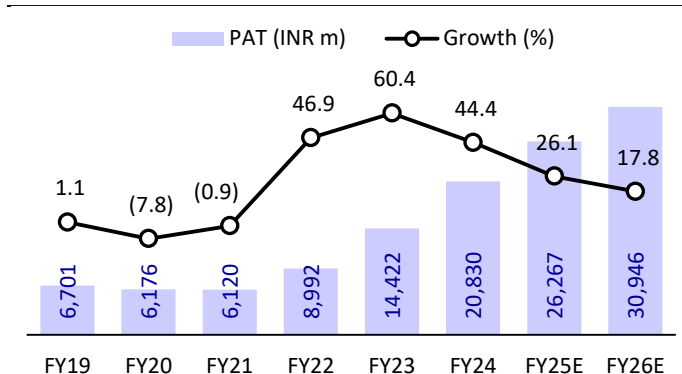 PAT (INR m) Growth (%)
60.4
46.9
44.4
26.1
17.8
1.1
(7.8)
(0.9)
6,701 6,176 6,120 8,992 14,422 20,830 26,267 30,946
FY19 FY20 FY21 FY22 FY23 FY24 FY25E FY26E